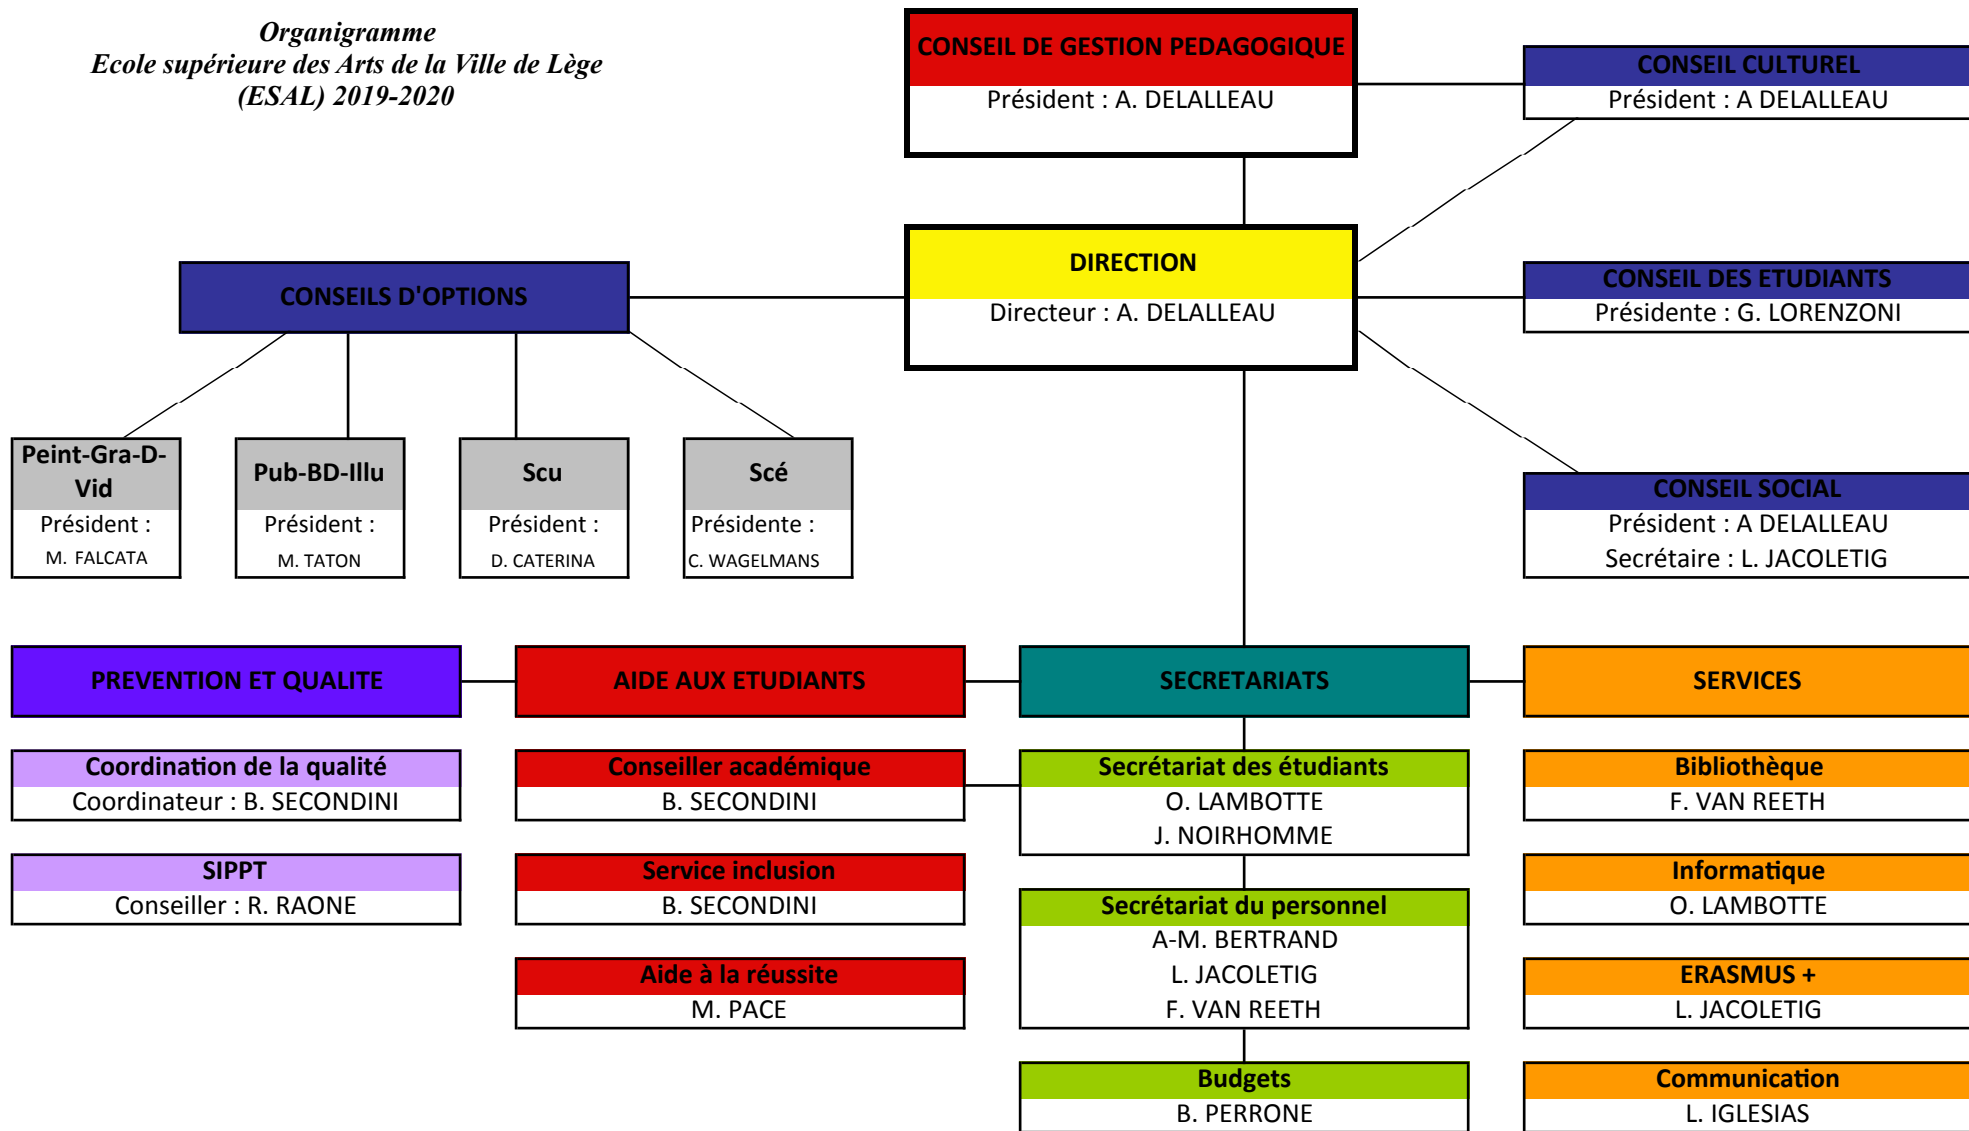 Organigramme
Ecole supérieure des Arts de la Ville de Lège
(ESAL) 2019-2020
CONSEIL DE GESTION PEDAGOGIQUE
Président : A. DELALLEAU
CONSEIL CULTUREL
Président : A DELALLEAU
DIRECTION
Directeur : A. DELALLEAU
CONSEILS D'OPTIONS
CONSEIL DES ETUDIANTS
Présidente : G. LORENZONI
Peint-Gra-D-
Vid
Président :
M. FALCATA
Pub-BD-Illu
Président :
M. TATON
Scu
Président :
D. CATERINA
Scé
Présidente :
C. WAGELMANS
CONSEIL SOCIAL
Président : A DELALLEAU
Secrétaire : L. JACOLETIG
PREVENTION ET QUALITE
AIDE AUX ETUDIANTS
SECRETARIATS
SERVICES
Coordination de la qualité
Coordinateur : B. SECONDINI
SIPPT
Conseiller : R. RAONE
Conseiller académique
B. SECONDINI
Service inclusion
B. SECONDINI
Aide à la réussite
M. PACE
Secrétariat des étudiants
O. LAMBOTTE
J. NOIRHOMME
Secrétariat du personnel
A-M. BERTRAND
L. JACOLETIG
F. VAN REETH
Budgets
B. PERRONE
Bibliothèque
F. VAN REETH
Informatique
O. LAMBOTTE
ERASMUS +
L. JACOLETIG
Communication
L. IGLESIAS